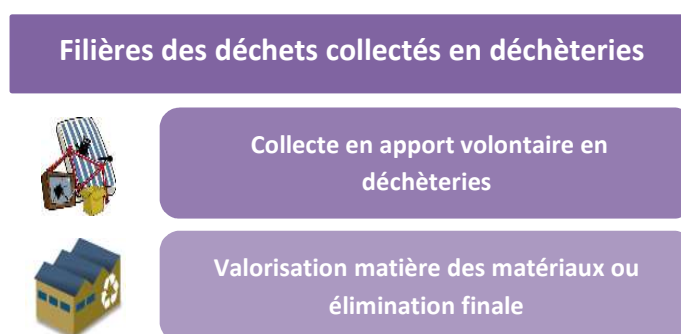 Filières des déchets collectés en déchèteries
Collecte en apport volontaire en
déchèteries
Valorisation matière des matériaux ou
élimination finale